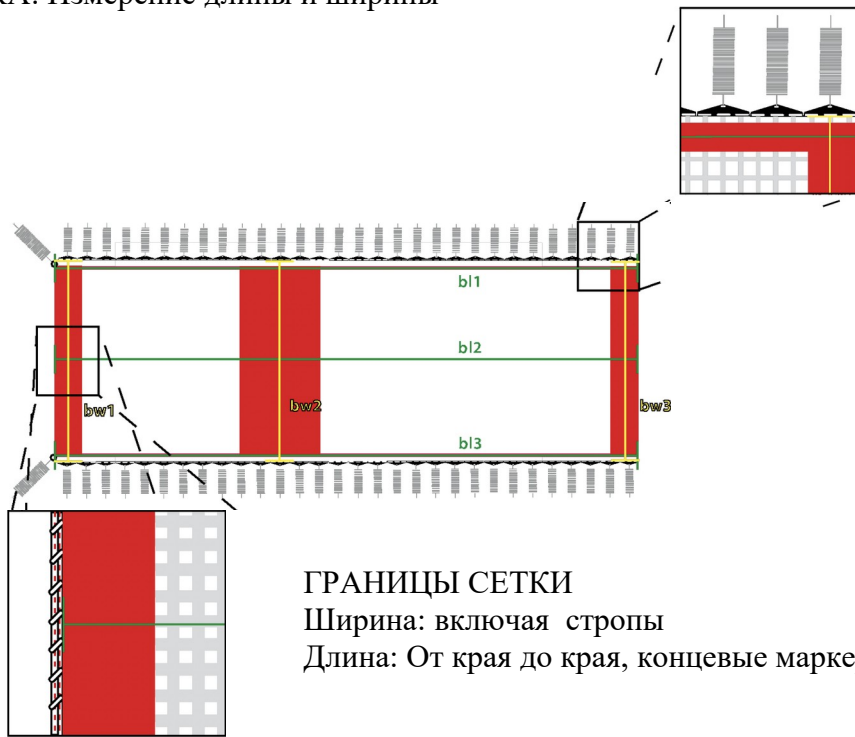 Измерение длины и ширины
bl1
bl2
bw1
bw2
bw3
bl3
ГРАНИЦЫ СЕТКИ
Ширина: включая стропы
Длина: От края до края, концевые марке